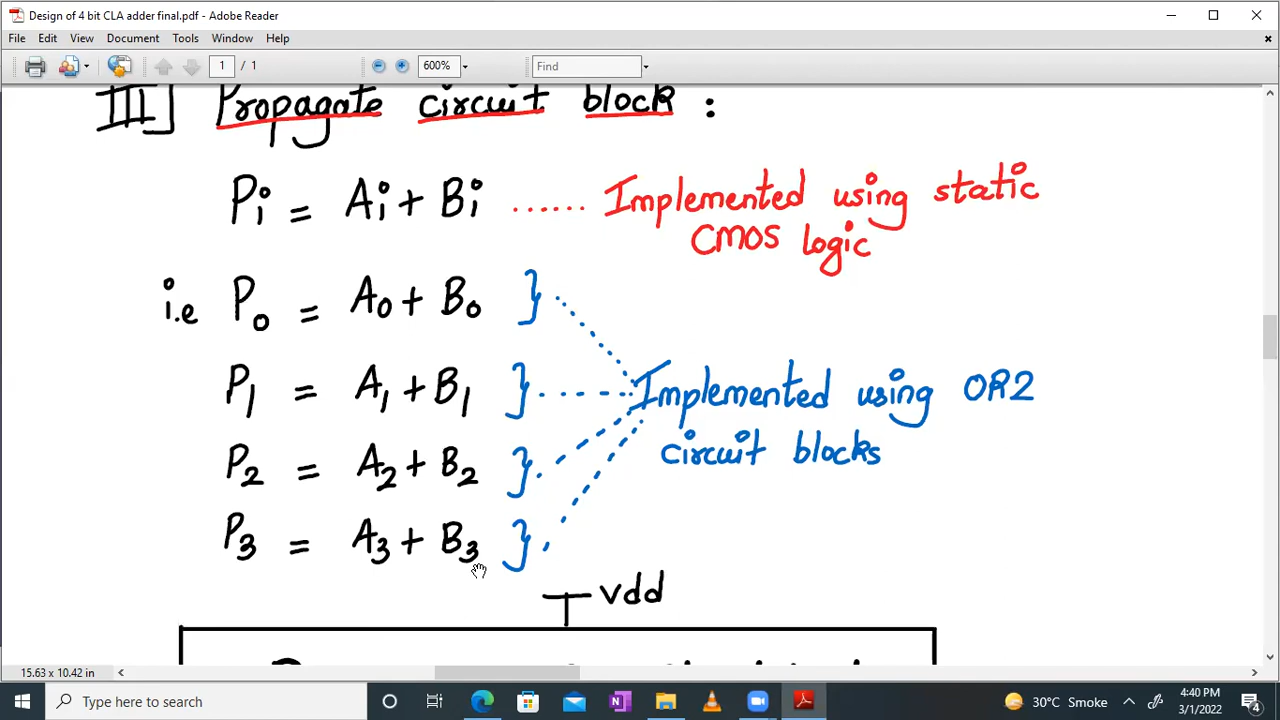 Design of 4 bit CLA adder final.pdf - Adobe Reader
File Edit View Document Tools Window Help
1 / 1 600% Find
III] Propagate circuit block :
Pi = Ai + Bi ...... Implemented using static
CMOS logic
i.e P0 = A0 + B0 }
P1 = A1 + B1 } Implemented using OR2
circuit blocks
P2 = A2 + B2 }
P3 = A3 + B3 }
vdd
15.63 x 10.42 in
Type here to search
30°C Smoke
4:40 PM
3/1/2022
4